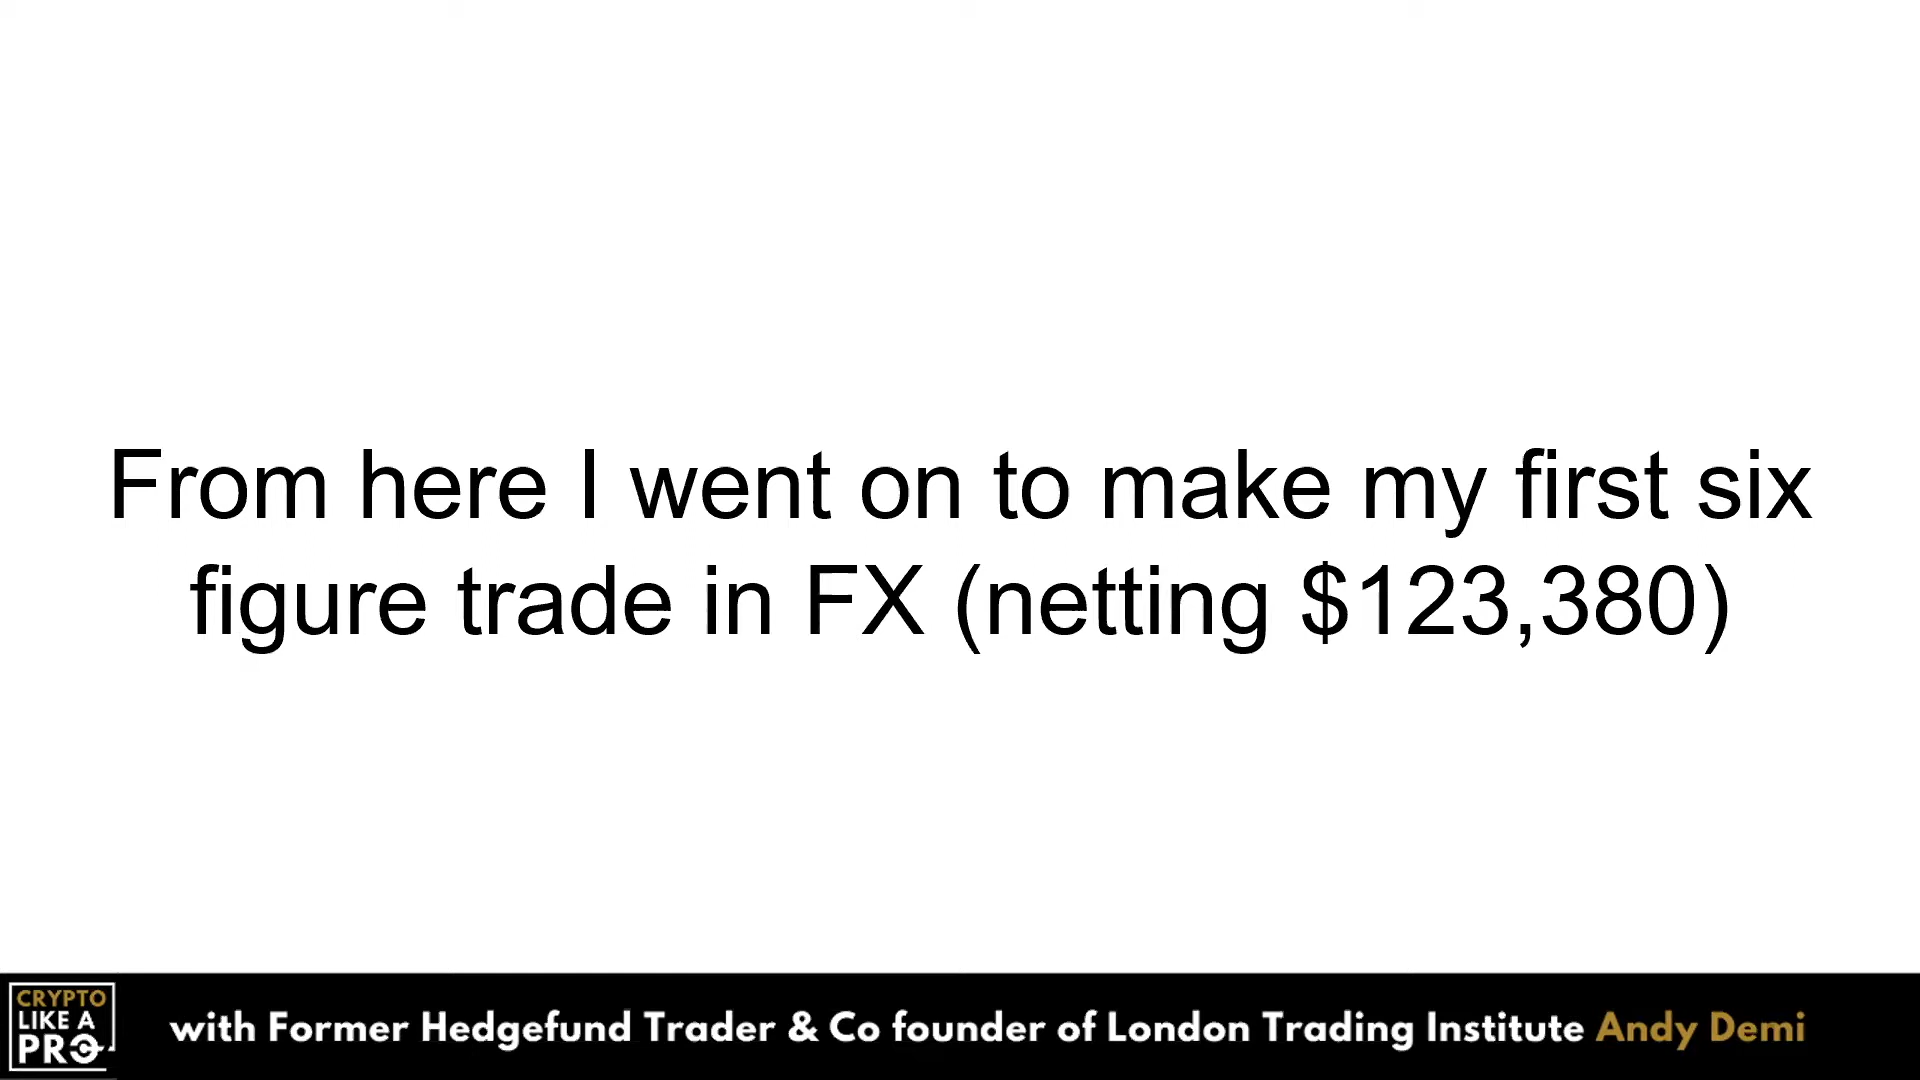 From here I went on to make my first six
figure trade in FX (netting $123,380)
CRYPTO
LIKE A
PRO
with Former Hedgefund Trader & Co founder of London Trading Institute Andy Demi